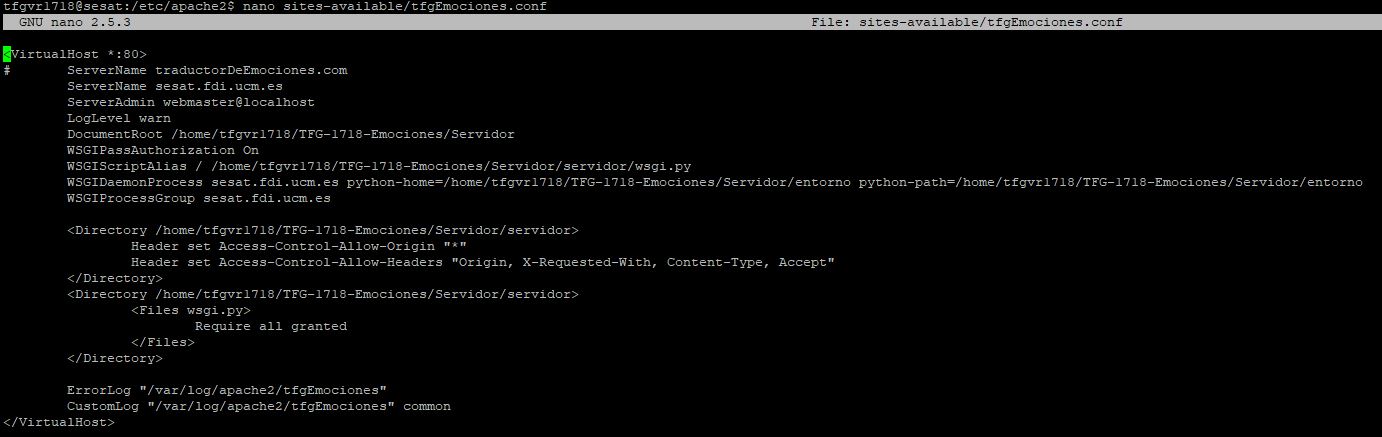 tfgvr1718@sesat:/etc/apache2$ nano sites-available/tfgEmociones.conf
GNU nano 2.5.3 File: sites-available/tfgEmociones.conf
<VirtualHost *:80>
# ServerName traductorDeEmociones.com
ServerName sesat.fdi.ucm.es
ServerAdmin webmaster@localhost
LogLevel warn
DocumentRoot /home/tfgvr1718/TFG-1718-Emociones/Servidor
WSGIPassAuthorization On
WSGIScriptAlias / /home/tfgvr1718/TFG-1718-Emociones/Servidor/servidor/wsgi.py
WSGIDaemonProcess sesat.fdi.ucm.es python-home=/home/tfgvr1718/TFG-1718-Emociones/Servidor/entorno python-path=/home/tfgvr1718/TFG-1718-Emociones/Servidor/entorno
WSGIProcessGroup sesat.fdi.ucm.es
<Directory /home/tfgvr1718/TFG-1718-Emociones/Servidor/servidor>
Header set Access-Control-Allow-Origin "*"
Header set Access-Control-Allow-Headers "Origin, X-Requested-With, Content-Type, Accept"
</Directory>
<Directory /home/tfgvr1718/TFG-1718-Emociones/Servidor/servidor>
<Files wsgi.py>
Require all granted
</Files>
</Directory>
ErrorLog "/var/log/apache2/tfgEmociones"
CustomLog "/var/log/apache2/tfgEmociones" common
</VirtualHost>